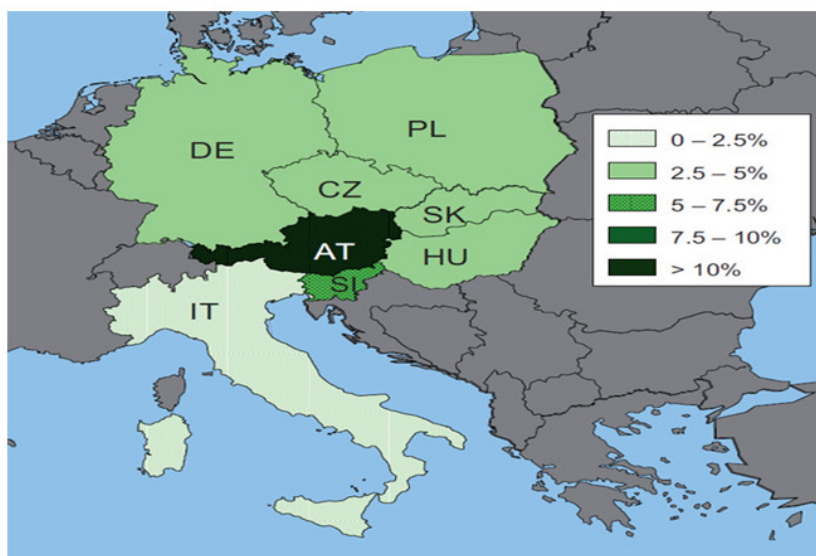 DE
PL
CZ
SK
AT
HU
SI
IT
0 – 2.5%
2.5 – 5%
5 – 7.5%
7.5 – 10%
> 10%